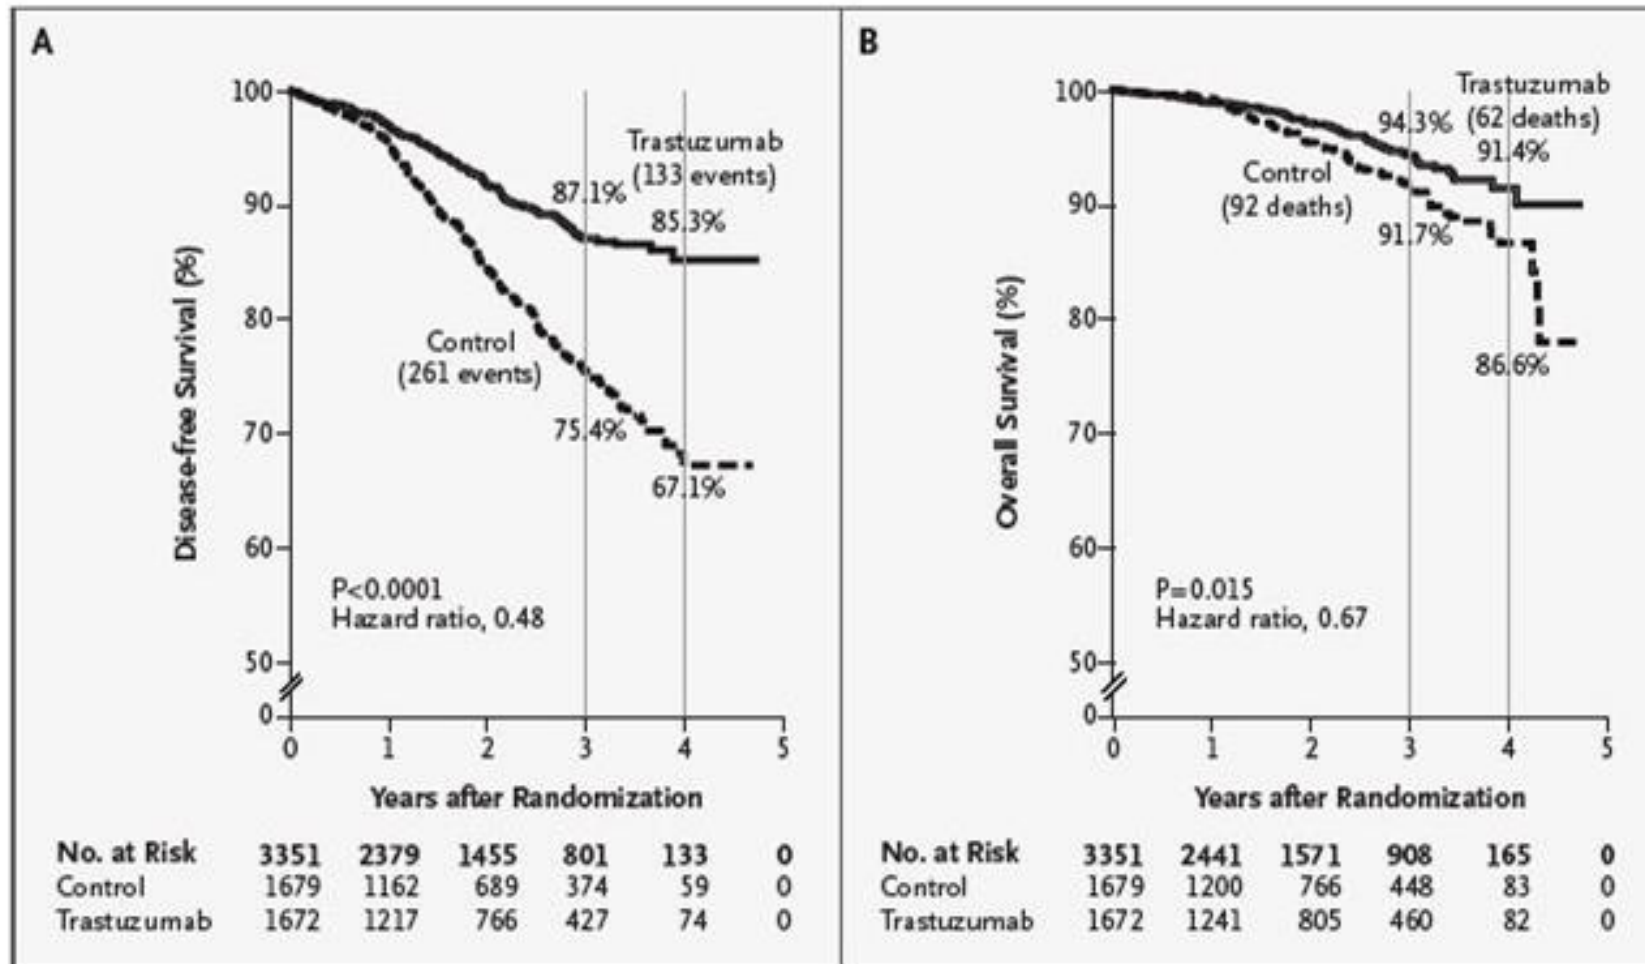 A
100
90
80
70
60
50
0
Disease-free Survival (%)
Trastuzumab
(133 events)
87.1%
85.3%
Control
(261 events)
75.4%
67.1%
P<0.0001
Hazard ratio, 0.48
0 1 2 3 4 5
Years after Randomization
No. at Risk 3351 2379 1455 801 133 0
Control 1679 1162 689 374 59 0
Trastuzumab 1672 1217 766 427 74 0
B
100
90
80
70
60
50
0
Overall Survival (%)
Trastuzumab
(62 deaths)
94.3%
91.4%
Control
(92 deaths)
91.7%
86.6%
P=0.015
Hazard ratio, 0.67
0 1 2 3 4 5
Years after Randomization
No. at Risk 3351 2441 1571 908 165 0
Control 1679 1200 766 448 83 0
Trastuzumab 1672 1241 805 460 82 0